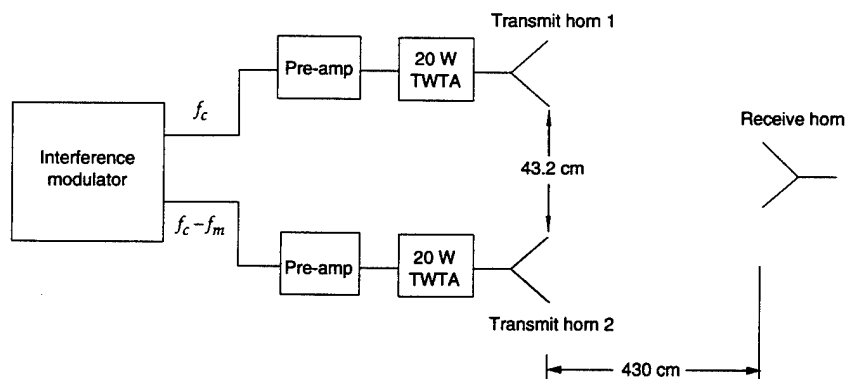 Transmit horn 1
Pre-amp
20 W
TWTA
f_c
Receive horn
Interference
modulator
43.2 cm
f_c – f_m
Pre-amp
20 W
TWTA
Transmit horn 2
430 cm